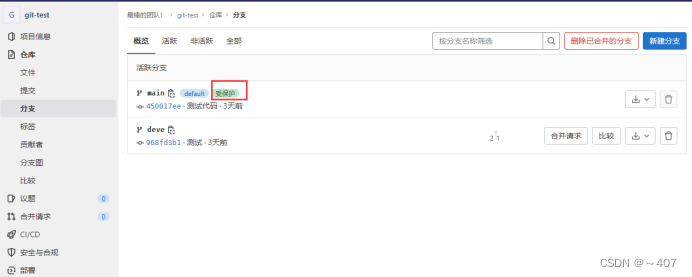 G git-test
项目信息
仓库
文件
提交
分支
标签
贡献者
分支图
比较
议题 0
合并请求 0
CI/CD
安全与合规
部署
最棒的团队! › git-test › 仓库 › 分支
概览 活跃 非活跃 全部
按分支名称筛选
删除已合并的分支
新建分支
活跃分支
main default 受保护
450017ee · 测试代码 · 3天前
deve
968fd3b1 · 测试 · 3天前
2 1
合并请求 比较
CSDN @~407